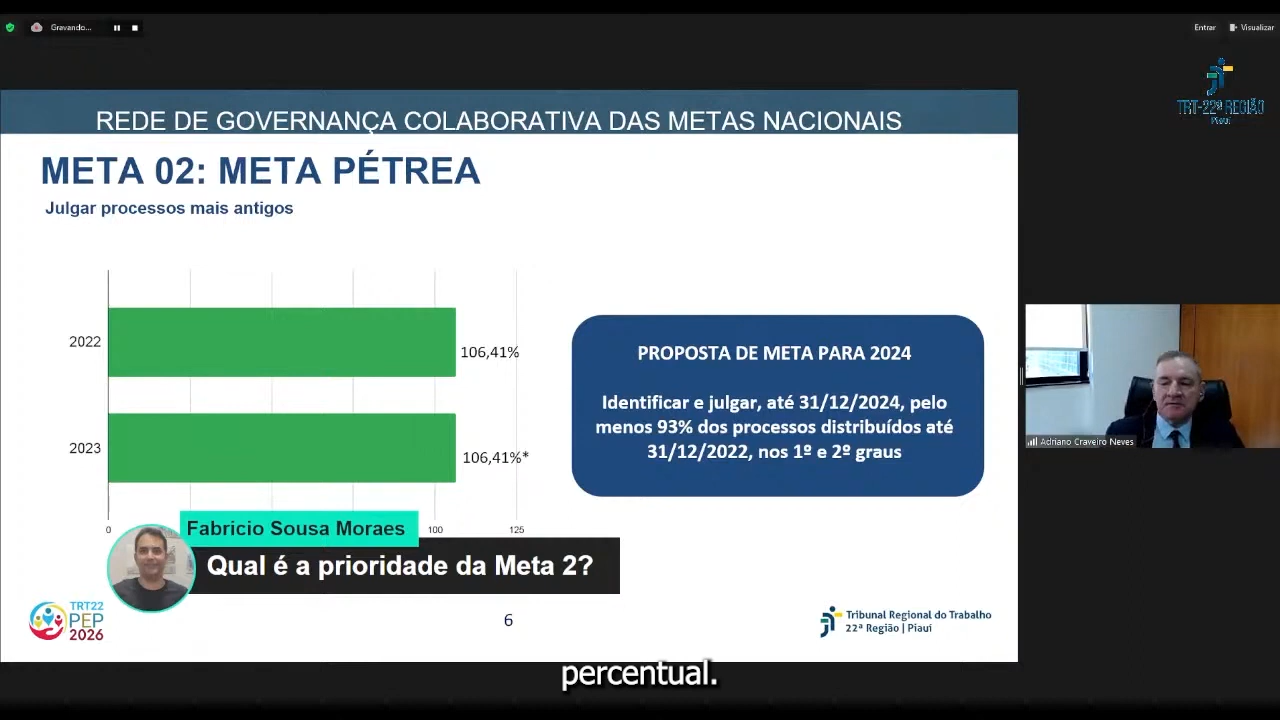 Gravando...
Entrar
Visualizar
TRT-22ª REGIÃO
Piauí
REDE DE GOVERNANÇA COLABORATIVA DAS METAS NACIONAIS
META 02: META PÉTREA
Julgar processos mais antigos
2022
106,41%
2023
106,41%*
0
100
125
PROPOSTA DE META PARA 2024
Identificar e julgar, até 31/12/2024, pelo
menos 93% dos processos distribuídos até
31/12/2022, nos 1º e 2º graus
Adriano Craveiro Neves
Fabricio Sousa Moraes
Qual é a prioridade da Meta 2?
TRT22
PEP
2026
6
Tribunal Regional do Trabalho
22ª Região | Piauí
percentual.